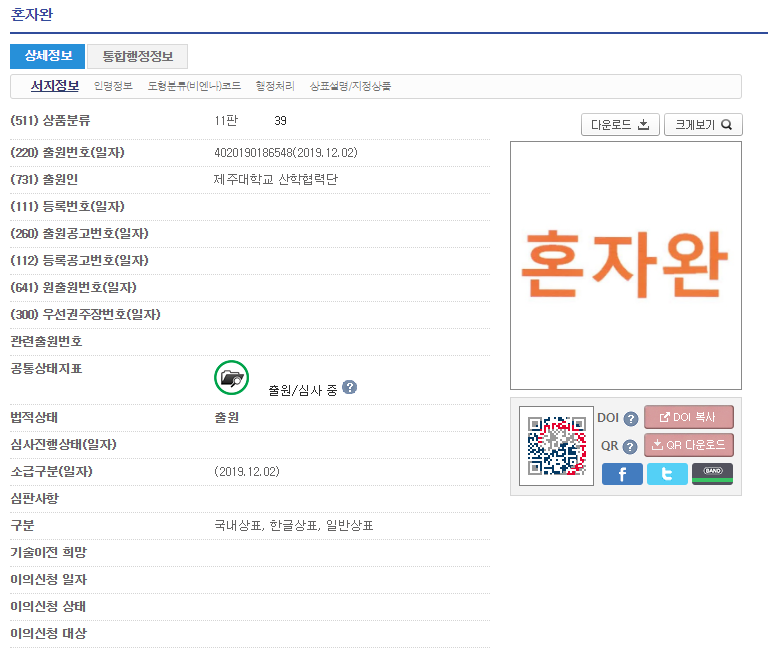 혼자완
상세정보 통합행정정보
서지정보 인명정보 도형분류(비엔나)코드 행정처리 상표설명/지정상품
(511) 상품분류 11판 39
다운로드 크게보기
(220) 출원번호(일자) 4020190186548(2019.12.02)
(731) 출원인 제주대학교 산학협력단
(111) 등록번호(일자)
(260) 출원공고번호(일자)
혼자완
(112) 등록공고번호(일자)
(641) 원출원번호(일자)
(300) 우선권주장번호(일자)
관련출원번호
공통상태지표 출원/심사 중 ?
법적상태 출원
DOI ? DOI 복사
심사진행상태(일자)
QR ? QR 다운로드
소급구분(일자) (2019.12.02)
f t BAND
심판사항
구분 국내상표, 한글상표, 일반상표
기술이전 희망
이의신청 일자
이의신청 상태
이의신청 대상